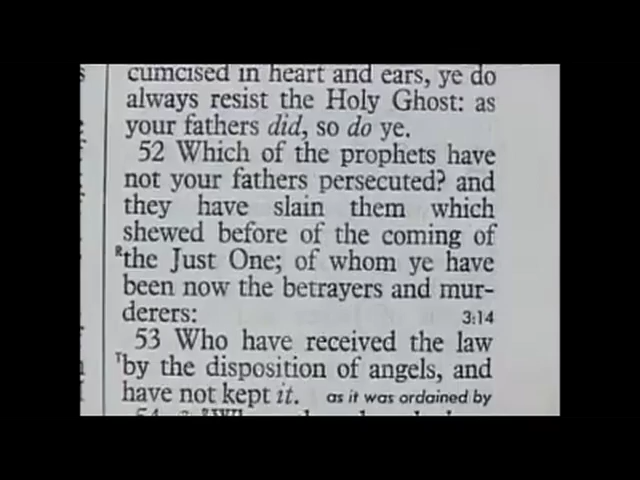 cumcised in heart and ears, ye do
always resist the Holy Ghost: as
your fathers did, so do ye.
52 Which of the prophets have
not your fathers persecuted? and
they have slain them which
shewed before of the coming of
ᴿthe Just One; of whom ye have
been now the betrayers and mur-
derers: 3:14
53 Who have received the law
ᵀby the disposition of angels, and
have not kept it. as it was ordained by